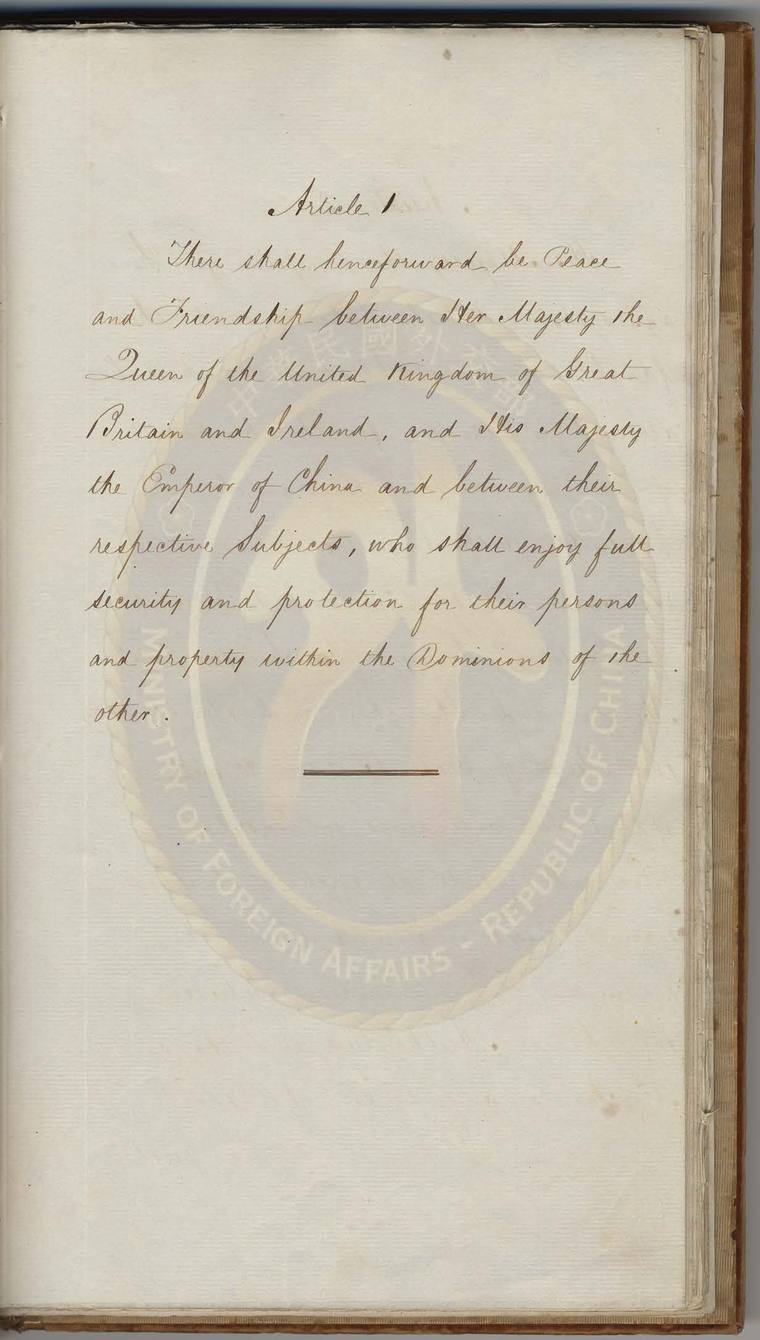 Article 1
There shall henceforward be Peace
and Friendship between Her Majesty the
Queen of the United Kingdom of Great
Britain and Ireland, and His Majesty
the Emperor of China and between their
respective Subjects, who shall enjoy full
security and protection for their persons
and property within the Dominions of the
other.
MINISTRY OF FOREIGN AFFAIRS - REPUBLIC OF CHINA